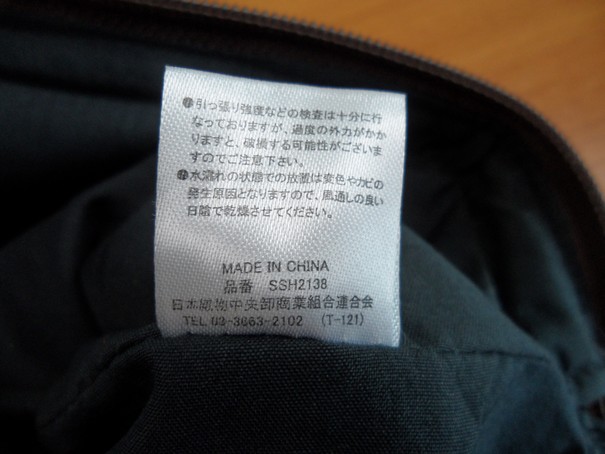 ●引っ張り強度などの検査は十分に行
なっておりますが、過度の外力がかか
りますと、破損する可能性がございま
すのでご注意下さい。
●水濡れの状態での放置は変色やカビの
発生原因となりますので、風通しの良い
日陰で乾燥させてください。
MADE IN CHINA
品番 SSH2138
日本織物中央卸商業組合連合会
TEL 03-3663-2102 (T-121)